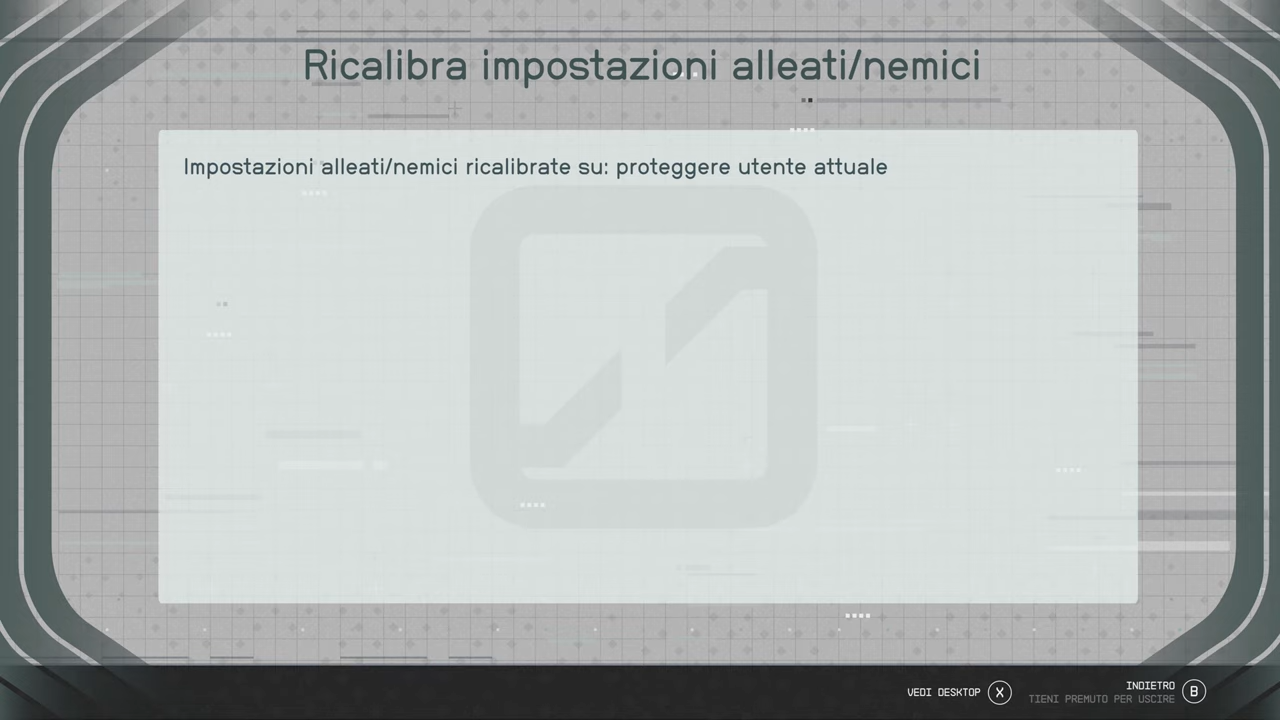 Ricalibra impostazioni alleati/nemici
Impostazioni alleati/nemici ricalibrate su: proteggere utente attuale
VEDI DESKTOP X
INDIETRO B
TIENI PREMUTO PER USCIRE